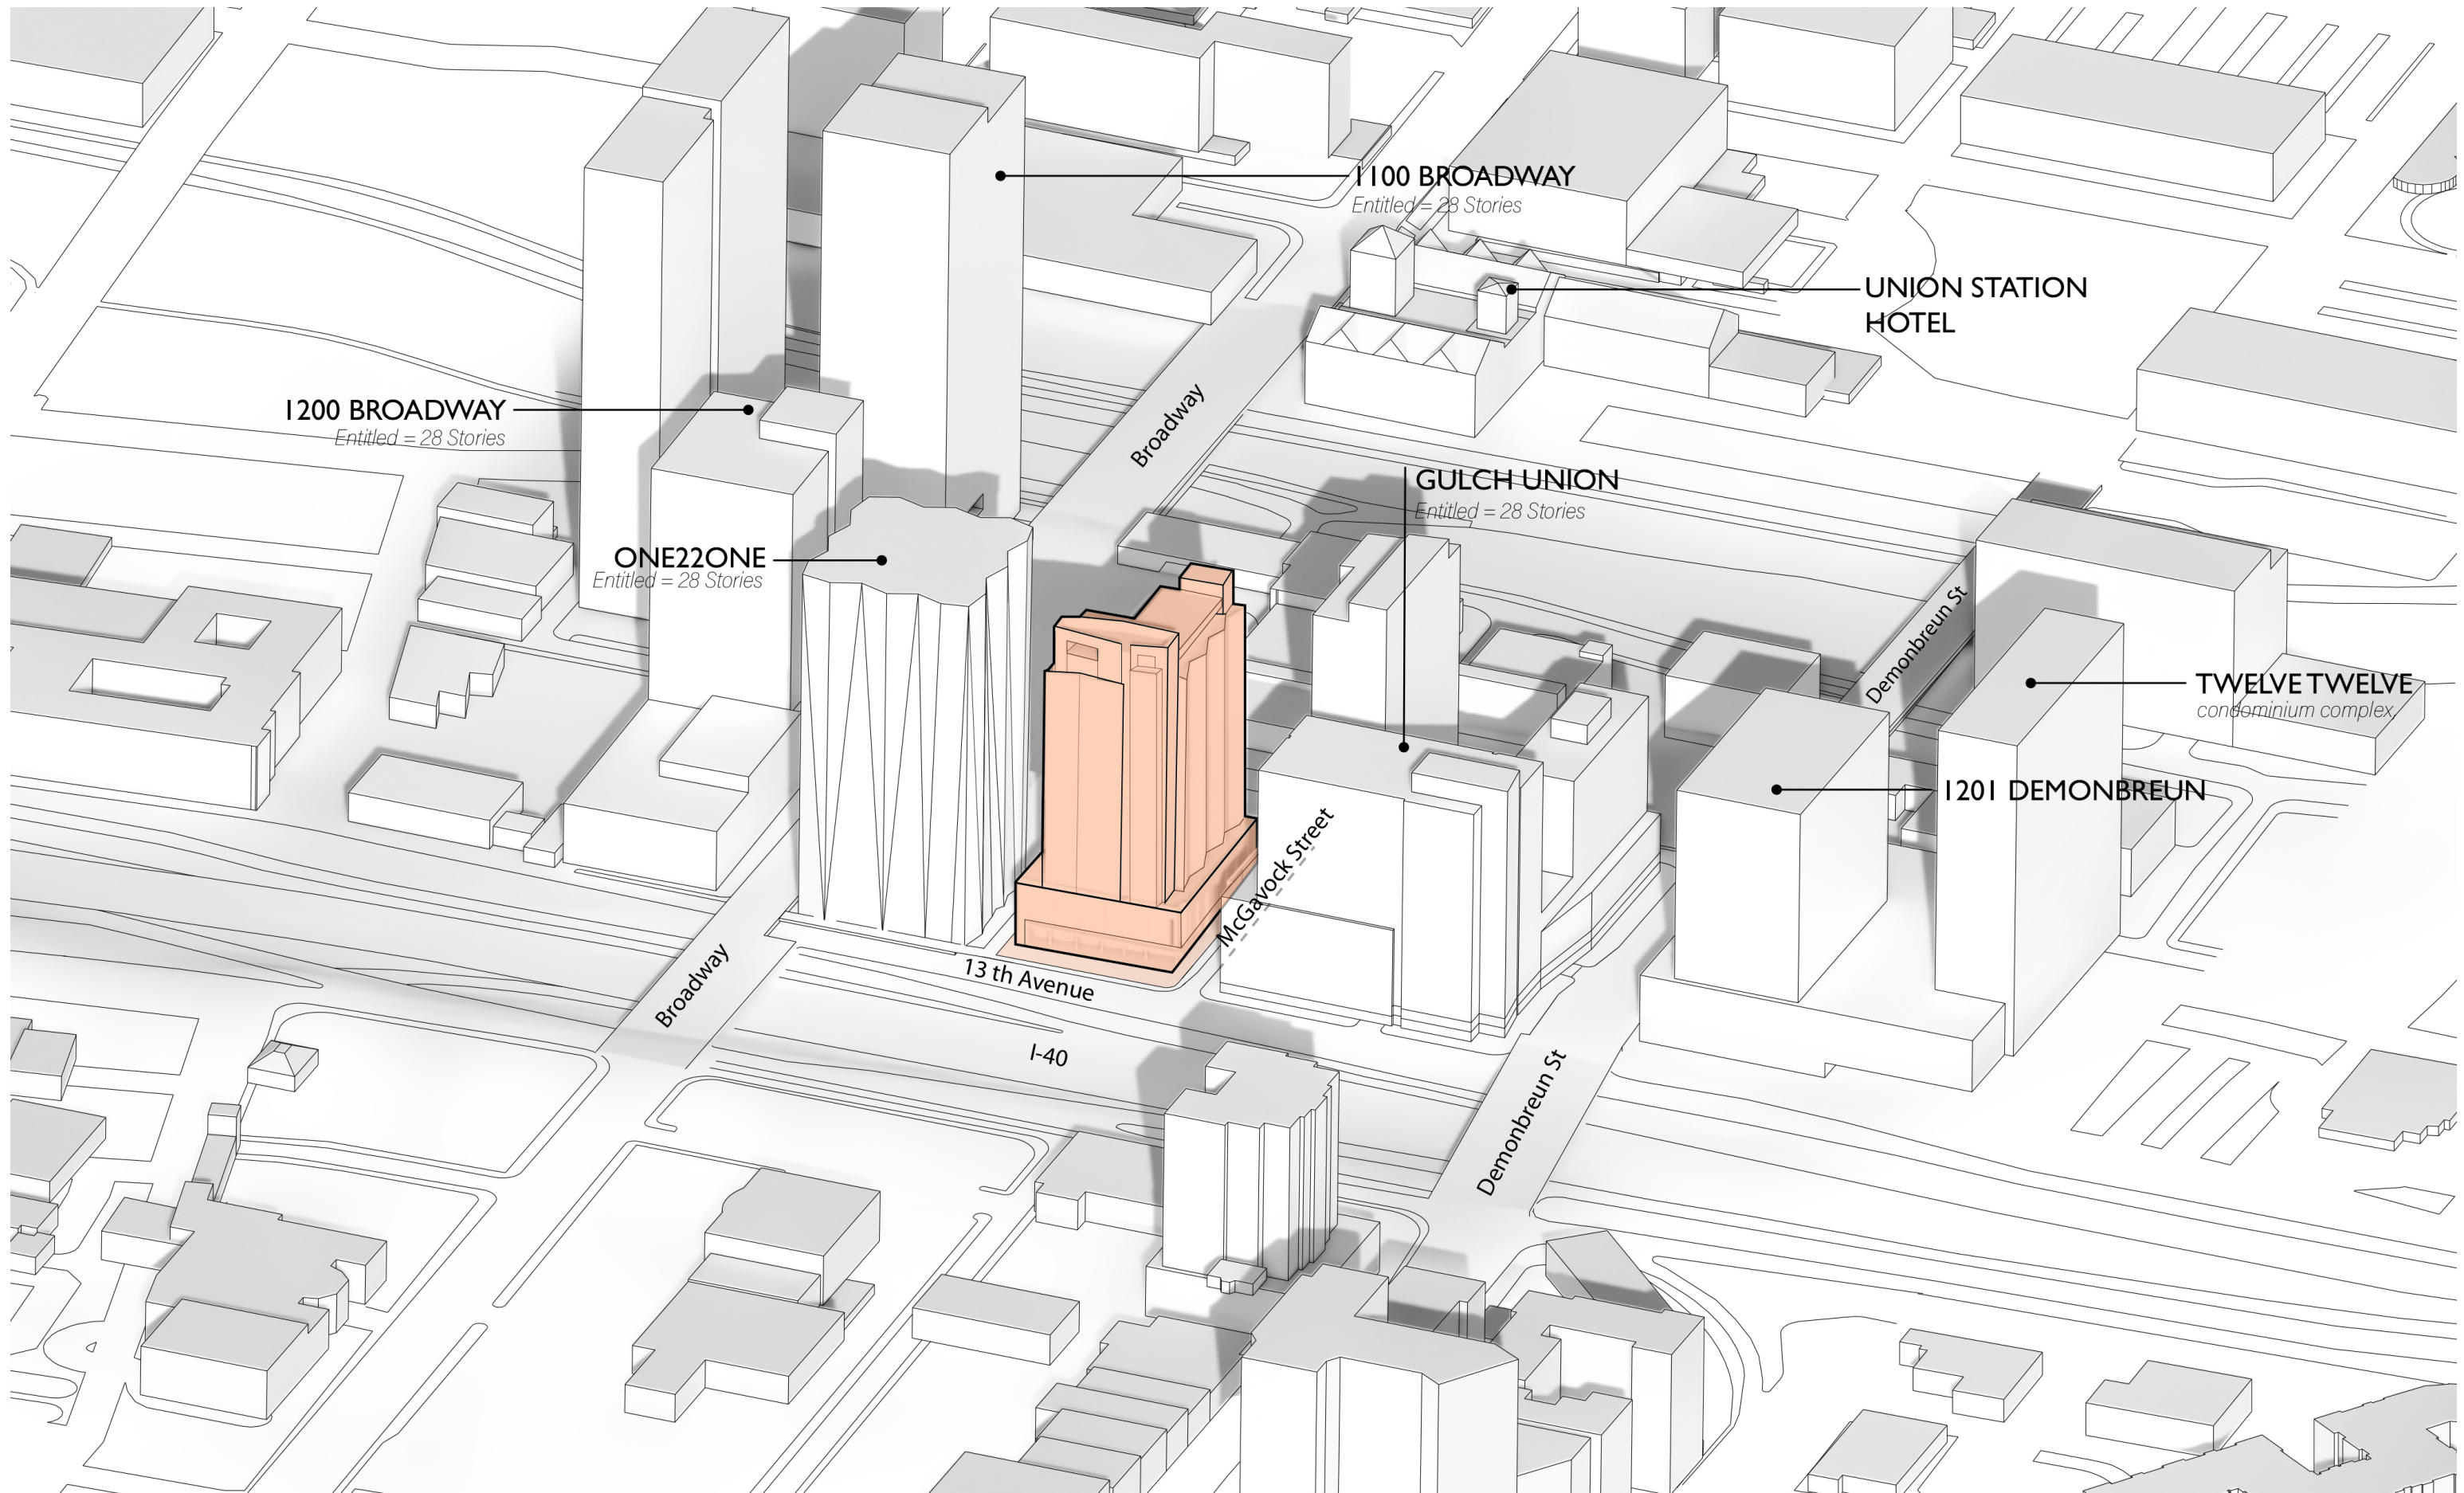 1100 BROADWAY
Entitled = 28 Stories
UNION STATION
HOTEL
1200 BROADWAY
Entitled = 28 Stories
Broadway
GULCH UNION
Entitled = 28 Stories
ONE22ONE
Entitled = 28 Stories
Demonbreun St
TWELVE TWELVE
condominium complex,
1201 DEMONBREUN
McGavock Street
Broadway
13 th Avenue
I-40
Demonbreun St